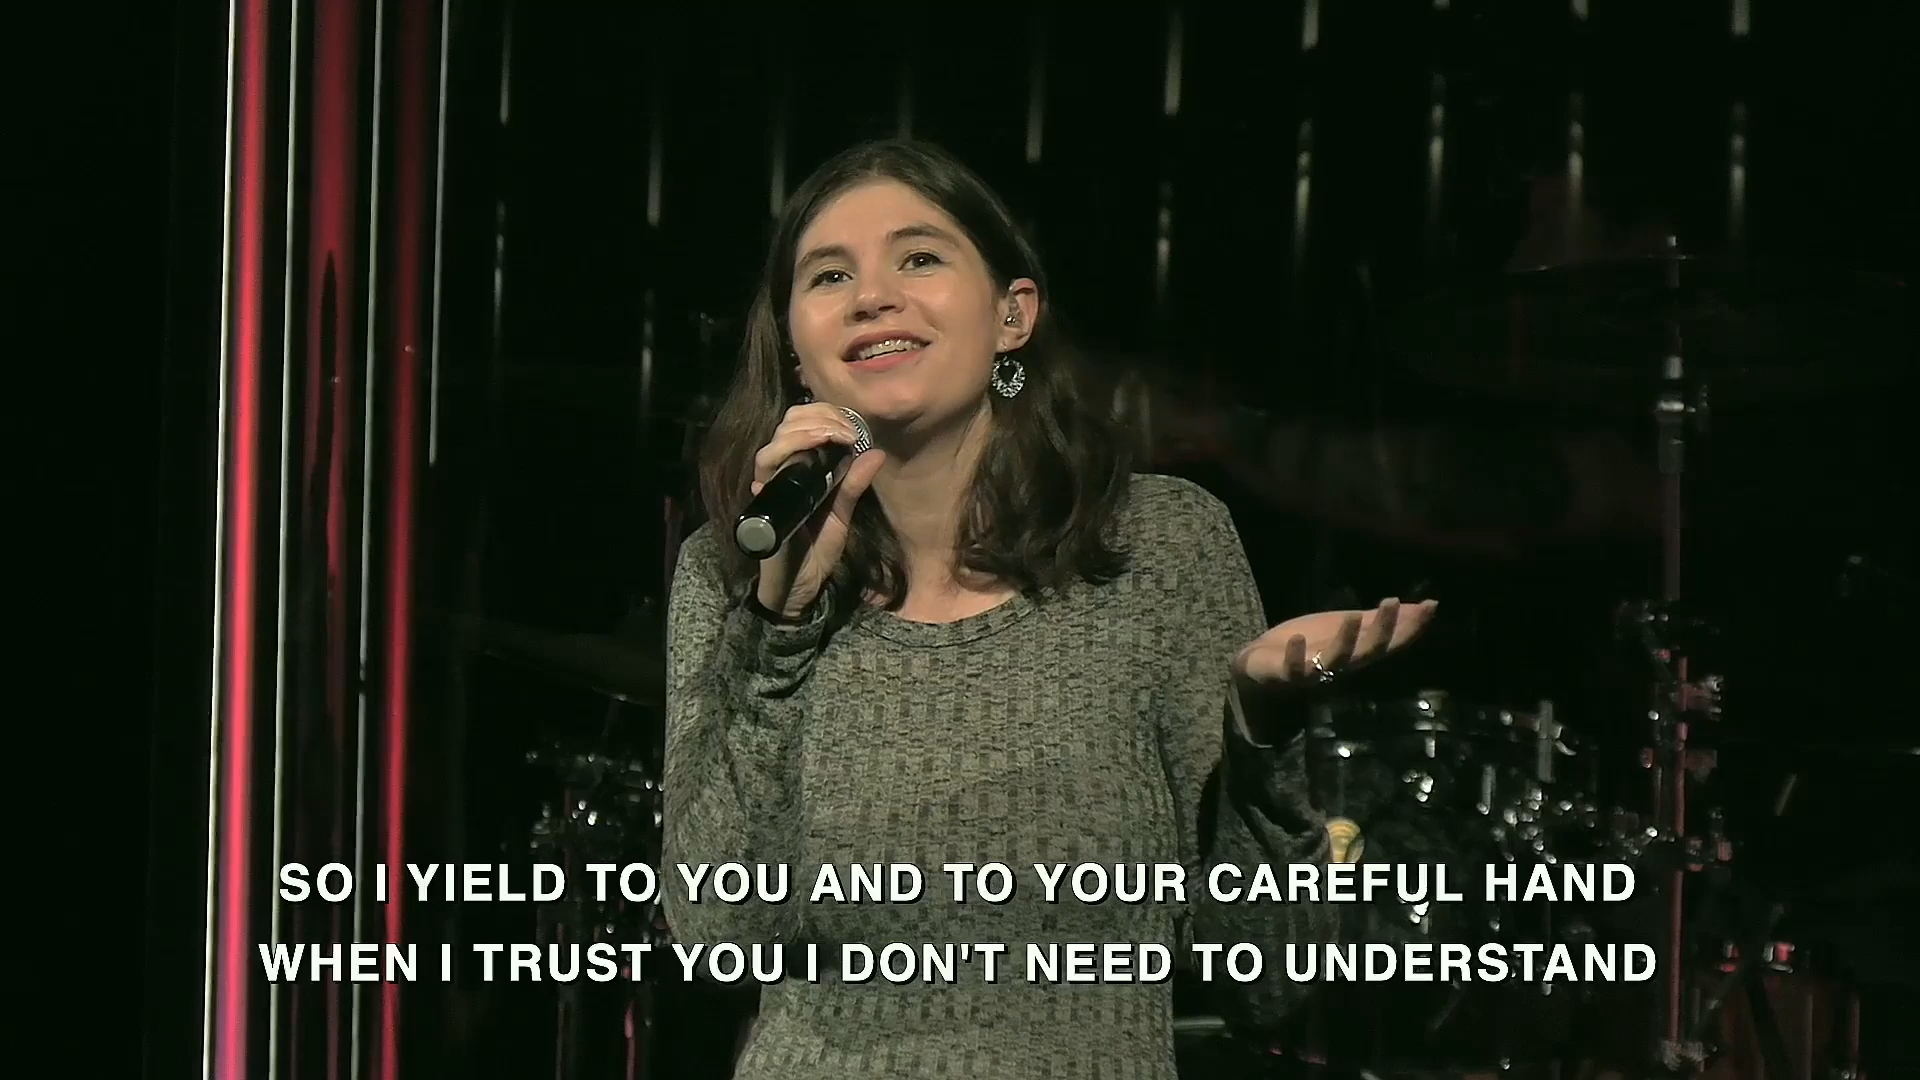 SO I YIELD TO YOU AND TO YOUR CAREFUL HAND
WHEN I TRUST YOU I DON'T NEED TO UNDERSTAND